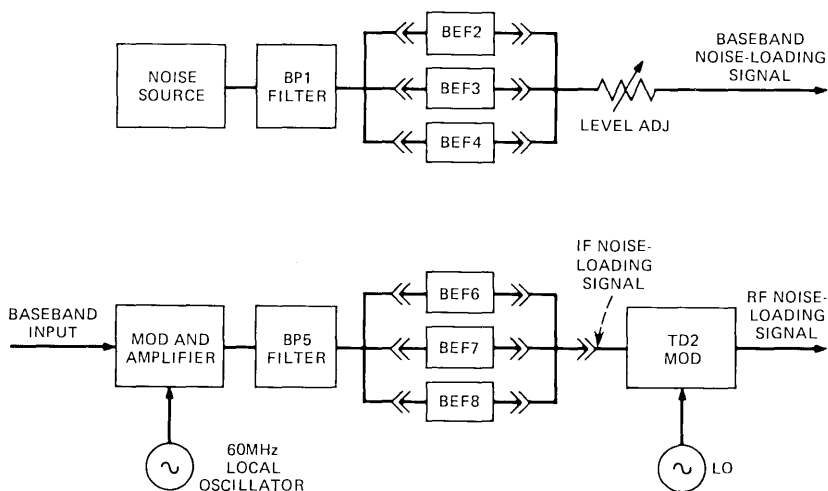 NOISE
SOURCE
BP1
FILTER
BEF2
BEF3
BEF4
LEVEL ADJ
BASEBAND
NOISE-LOADING
SIGNAL
BASEBAND
INPUT
MOD AND
AMPLIFIER
60MHz
LOCAL
OSCILLATOR
BP5
FILTER
BEF6
BEF7
BEF8
IF NOISE-
LOADING
SIGNAL
TD2
MOD
LO
RF NOISE-
LOADING
SIGNAL